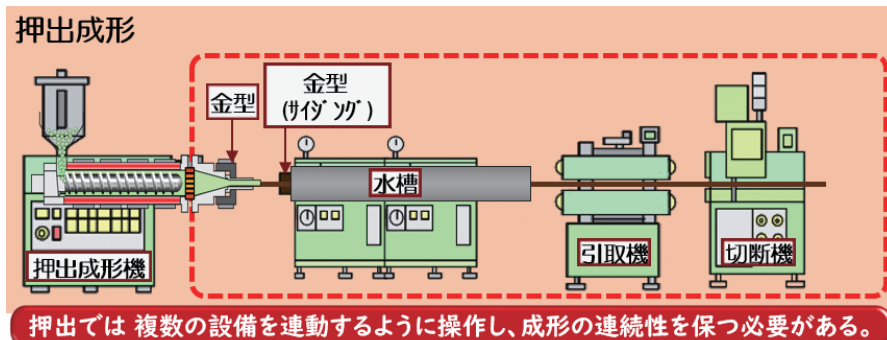 押出成形
金型
金型
(ｻｲｼﾞﾝｸﾞ)
水槽
押出成形機
引取機
切断機
押出では 複数の設備を連動するように操作し、成形の連続性を保つ必要がある。